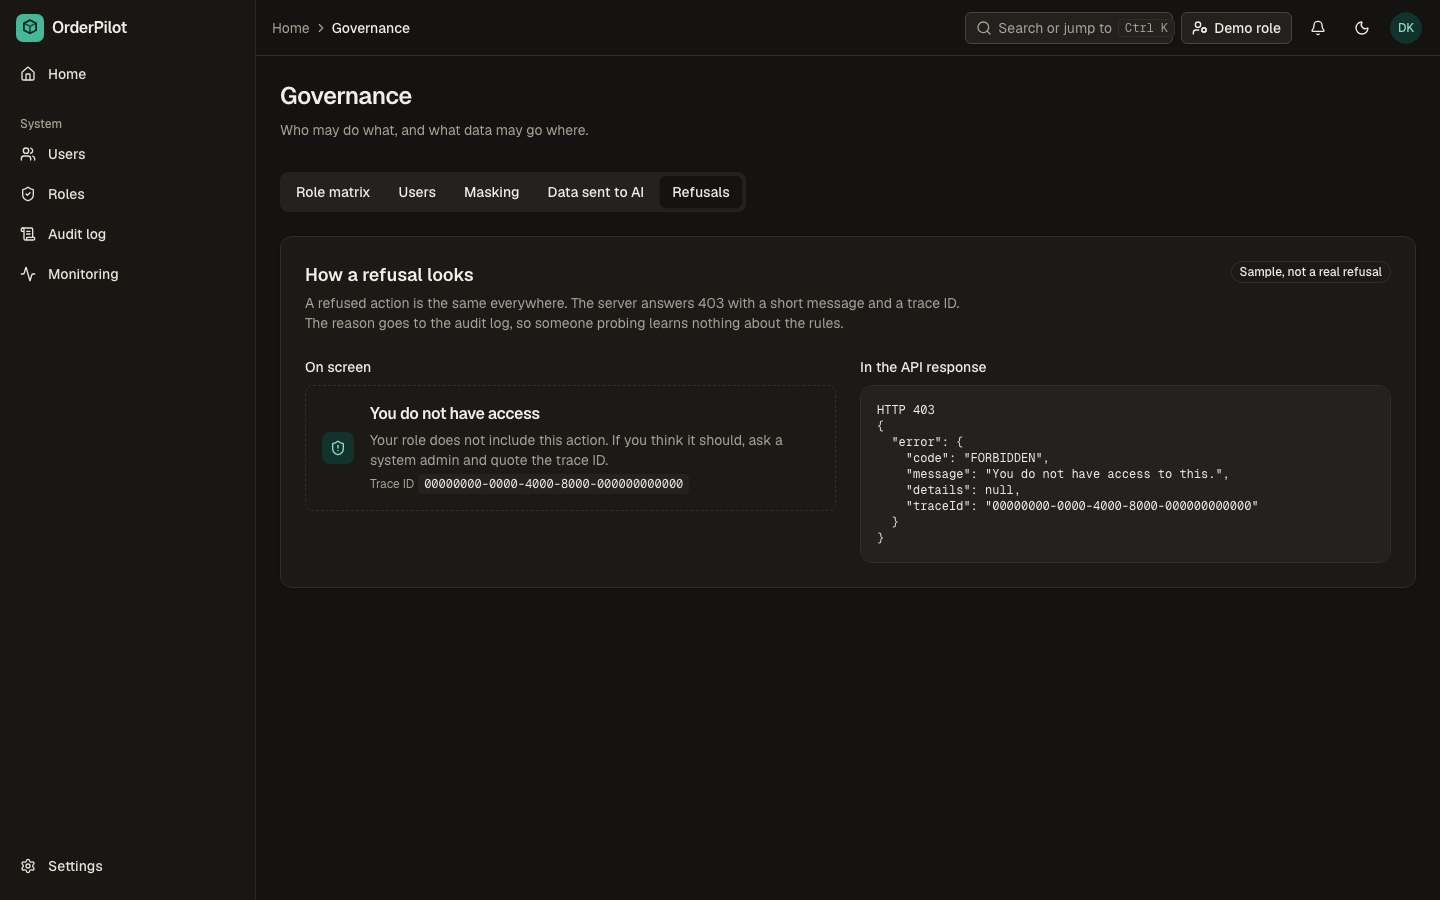 OrderPilot
Home
System
Users
Roles
Audit log
Monitoring
Settings
Home > Governance
Search or jump to Ctrl K
Demo role
DK
Governance
Who may do what, and what data may go where.
Role matrix Users Masking Data sent to AI Refusals
How a refusal looks
Sample, not a real refusal
A refused action is the same everywhere. The server answers 403 with a short message and a trace ID.
The reason goes to the audit log, so someone probing learns nothing about the rules.
On screen
You do not have access
Your role does not include this action. If you think it should, ask a
system admin and quote the trace ID.
Trace ID 00000000-0000-4000-8000-000000000000
In the API response
HTTP 403
{
  "error": {
    "code": "FORBIDDEN",
    "message": "You do not have access to this.",
    "details": null,
    "traceId": "00000000-0000-4000-8000-000000000000"
  }
}